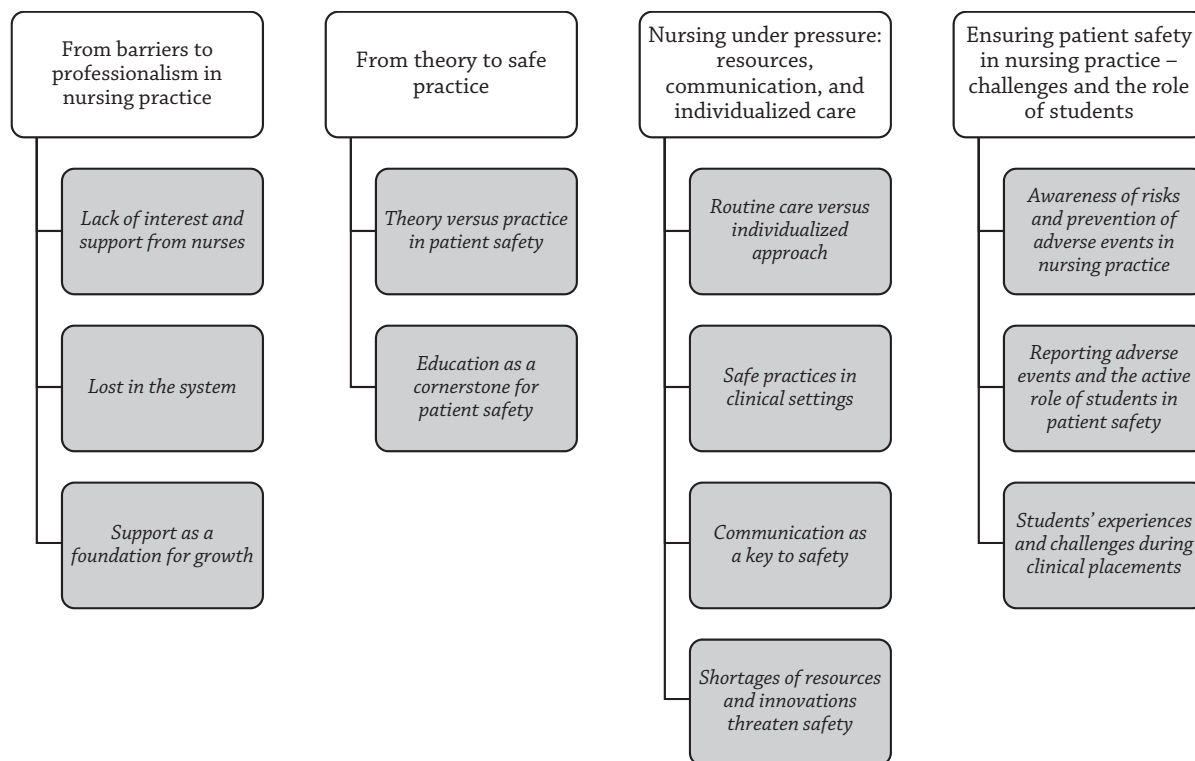 From barriers to
professionalism in
nursing practice
Lack of interest and
support from nurses
Lost in the system
Support as a
foundation for growth
From theory to safe
practice
Theory versus practice
in patient safety
Education as a
cornerstone for
patient safety
Nursing under pressure:
resources,
communication, and
individualized care
Routine care versus
individualized
approach
Safe practices in
clinical settings
Communication as
a key to safety
Shortages of resources
and innovations
threaten safety
Ensuring patient safety
in nursing practice –
challenges and the role
of students
Awareness of risks
and prevention of
adverse events in
nursing practice
Reporting adverse
events and the active
role of students in
patient safety
Students’ experiences
and challenges during
clinical placements